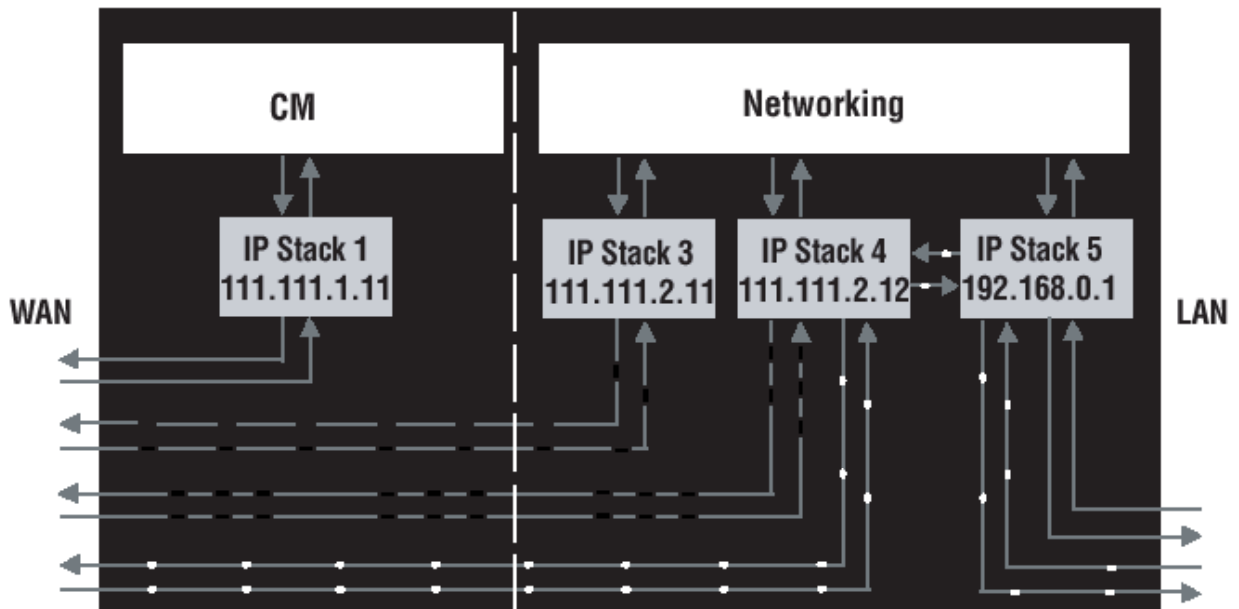 CM
Networking
IP Stack 1
111.111.1.11
IP Stack 3
111.111.2.11
IP Stack 4
111.111.2.12
IP Stack 5
192.168.0.1
WAN
LAN